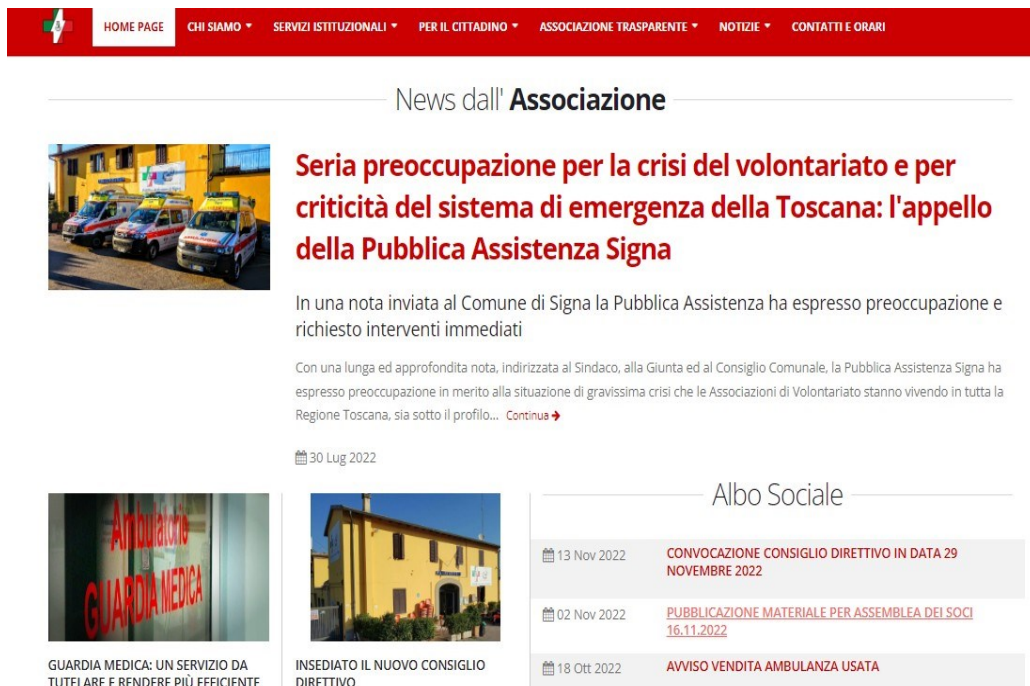 HOME PAGE CHI SIAMO SERVIZI ISTITUZIONALI PER IL CITTADINO ASSOCIAZIONE TRASPARENTE NOTIZIE CONTATTI E ORARI
News dall' Associazione
Seria preoccupazione per la crisi del volontariato e per
criticità del sistema di emergenza della Toscana: l'appello
della Pubblica Assistenza Signa
In una nota inviata al Comune di Signa la Pubblica Assistenza ha espresso preoccupazione e
richiesto interventi immediati
Con una lunga ed approfondita nota, indirizzata al Sindaco, alla Giunta ed al Consiglio Comunale, la Pubblica Assistenza Signa ha
espresso preoccupazione in merito alla situazione di gravissima crisi che le Associazioni di Volontariato stanno vivendo in tutta la
Regione Toscana, sia sotto il profilo... Continua
30 Lug 2022
Ambulatorio
GUARDIA MEDICA
GUARDIA MEDICA: UN SERVIZIO DA
TUTELARE E RENDERE PIÙ EFFICIENTE
INSEDIATO IL NUOVO CONSIGLIO
DIRETTIVO
Albo Sociale
13 Nov 2022 CONVOCAZIONE CONSIGLIO DIRETTIVO IN DATA 29
NOVEMBRE 2022
02 Nov 2022 PUBBLICAZIONE MATERIALE PER ASSEMBLEA DEI SOCI
16.11.2022
18 Ott 2022 AVVISO VENDITA AMBULANZA USATA